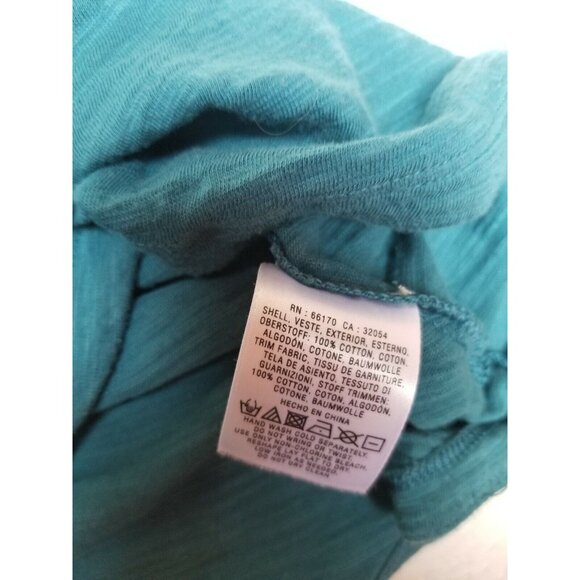 RN : 66170 CA : 32054
SHELL, VESTE, EXTERIOR, ESTERNO,
OBERSTOFF: 100% COTTON, COTON,
ALGODÓN, COTONE, BAUMWOLLE
TRIM FABRIC, TISSU DE GARNITURE,
TELA DE ASIENTO, TESSUTO DI
GUARNIZIONI, STOFF TRIMMEN:
100% COTTON, COTON, ALGODÓN,
COTONE, BAUMWOLLE
HECHO EN CHINA
HAND WASH COLD SEPARATELY.
DO NOT WRING OR TWIST.
USE ONLY NON-CHLORINE BLEACH.
RESHAPE LAY FLAT TO DRY.
LOW IRON AS NEEDED.
DO NOT DRY CLEAN.